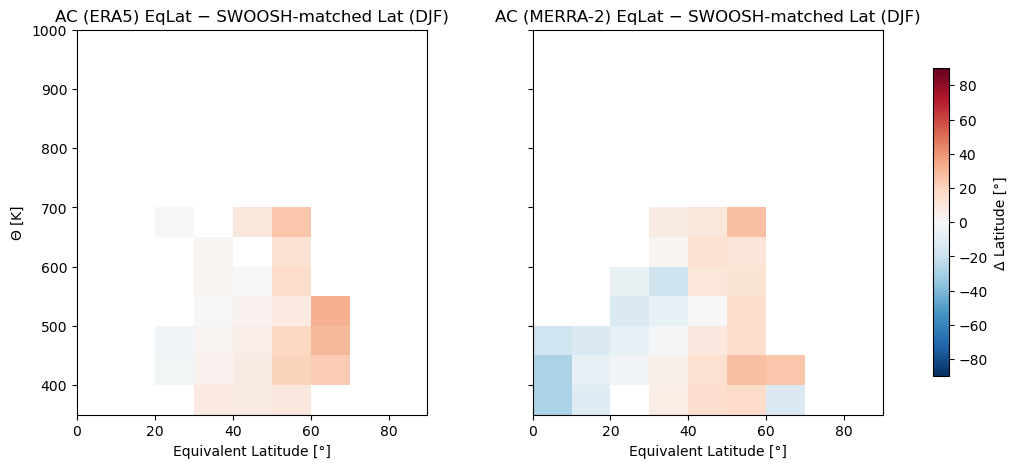 AC (ERA5) EqLat − SWOOSH-matched Lat (DJF)
AC (MERRA-2) EqLat − SWOOSH-matched Lat (DJF)
1000
900
800
700
600
500
400
Θ [K]
0 20 40 60 80
Equivalent Latitude [°]
0 20 40 60 80
Equivalent Latitude [°]
80
60
40
20
0
−20
−40
−60
−80
Δ Latitude [°]